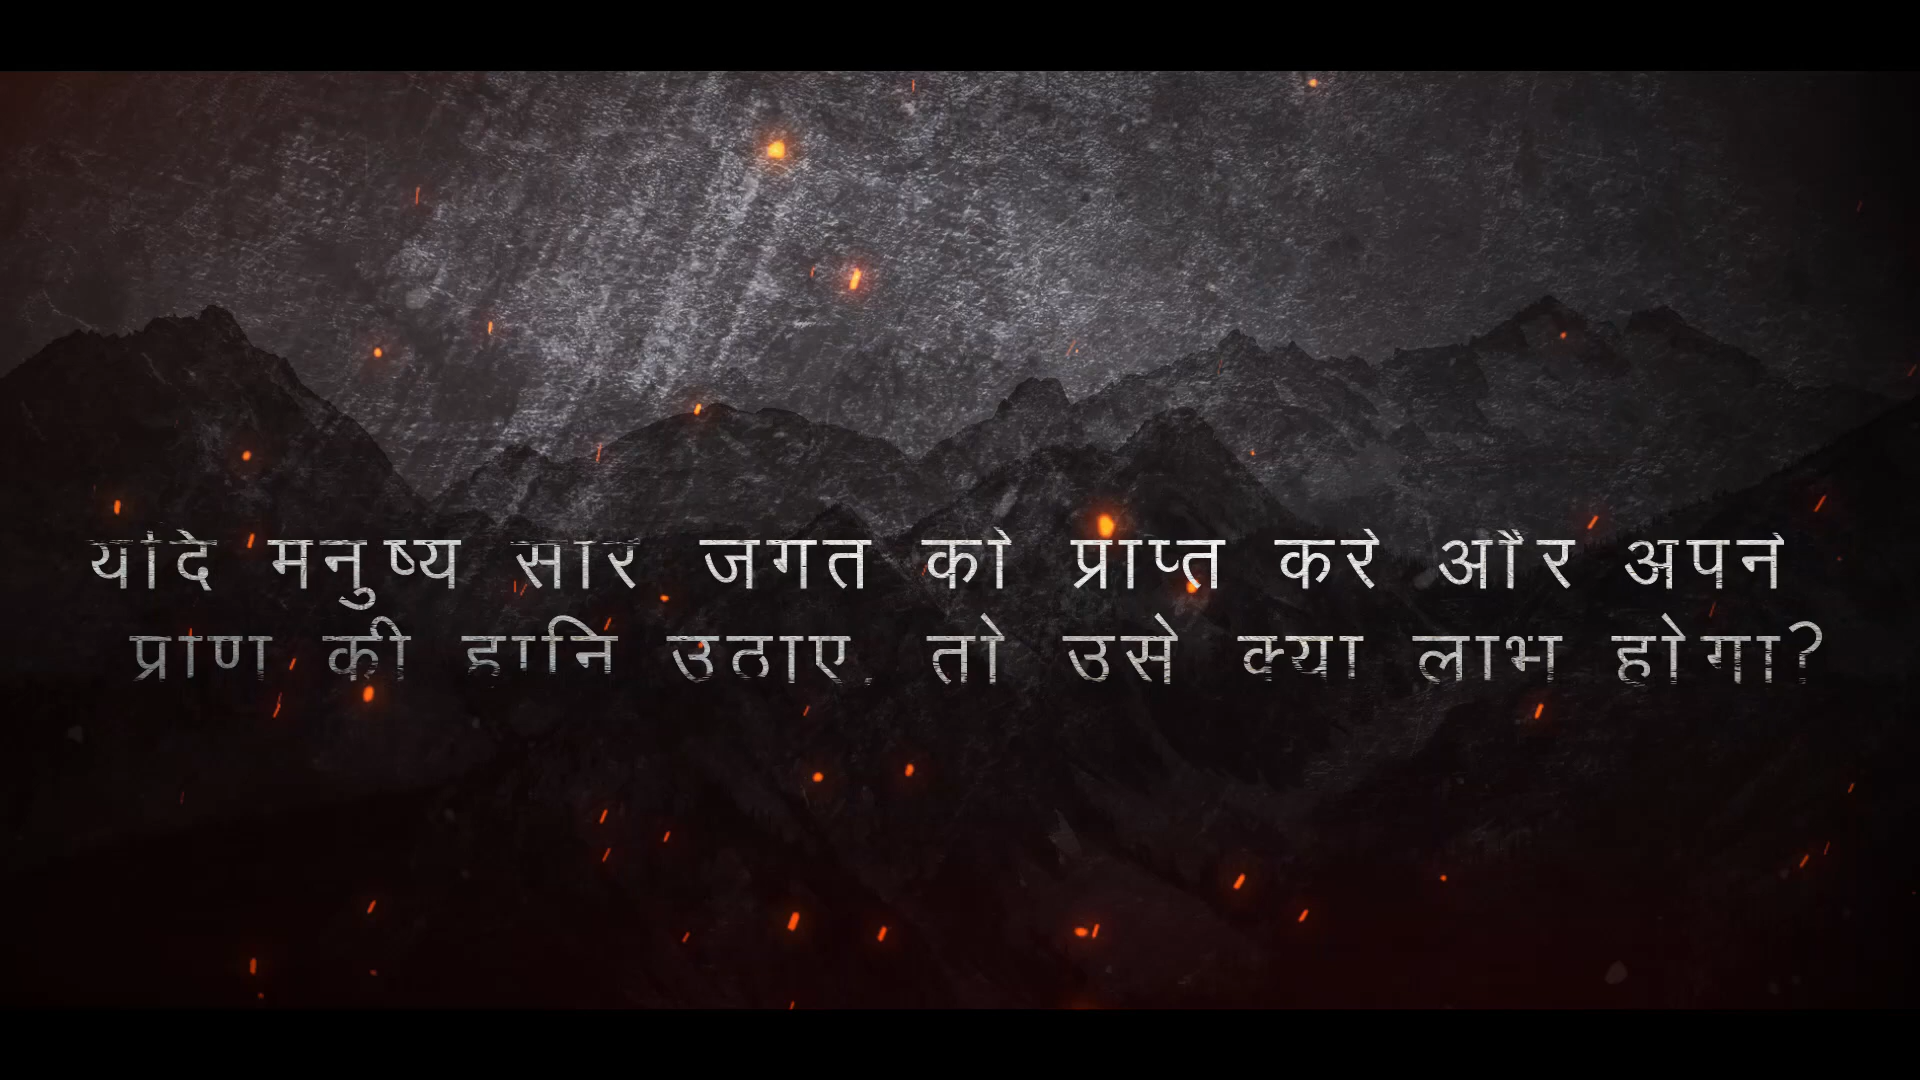 यदि मनुष्य सारे जगत को प्राप्त करे और अपने
प्राण की हानि उठाए, तो उसे क्या लाभ होगा?